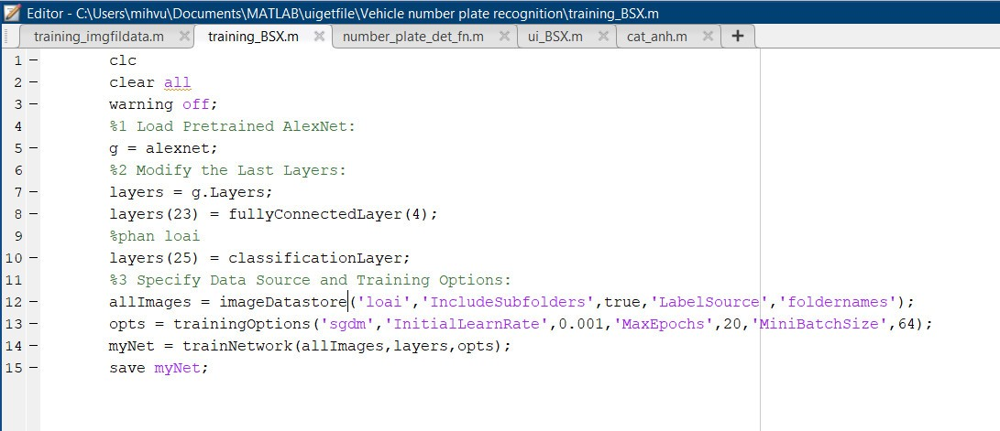 Editor - C:\Users\mihvu\Documents\MATLAB\uigetfile\Vehicle number plate recognition\training_BSX.m
training_imgfildata.m × training_BSX.m × number_plate_det_fn.m × ui_BSX.m × cat_anh.m × +
1 - clc
2 - clear all
3 - warning off;
4 %1 Load Pretrained AlexNet:
5 - g = alexnet;
6 %2 Modify the Last Layers:
7 - layers = g.Layers;
8 - layers(23) = fullyConnectedLayer(4);
9 %phan loai
10 - layers(25) = classificationLayer;
11 %3 Specify Data Source and Training Options:
12 - allImages = imageDatastore('loai','IncludeSubfolders',true,'LabelSource','foldernames');
13 - opts = trainingOptions('sgdm','InitialLearnRate',0.001,'MaxEpochs',20,'MiniBatchSize',64);
14 - myNet = trainNetwork(allImages,layers,opts);
15 - save myNet;